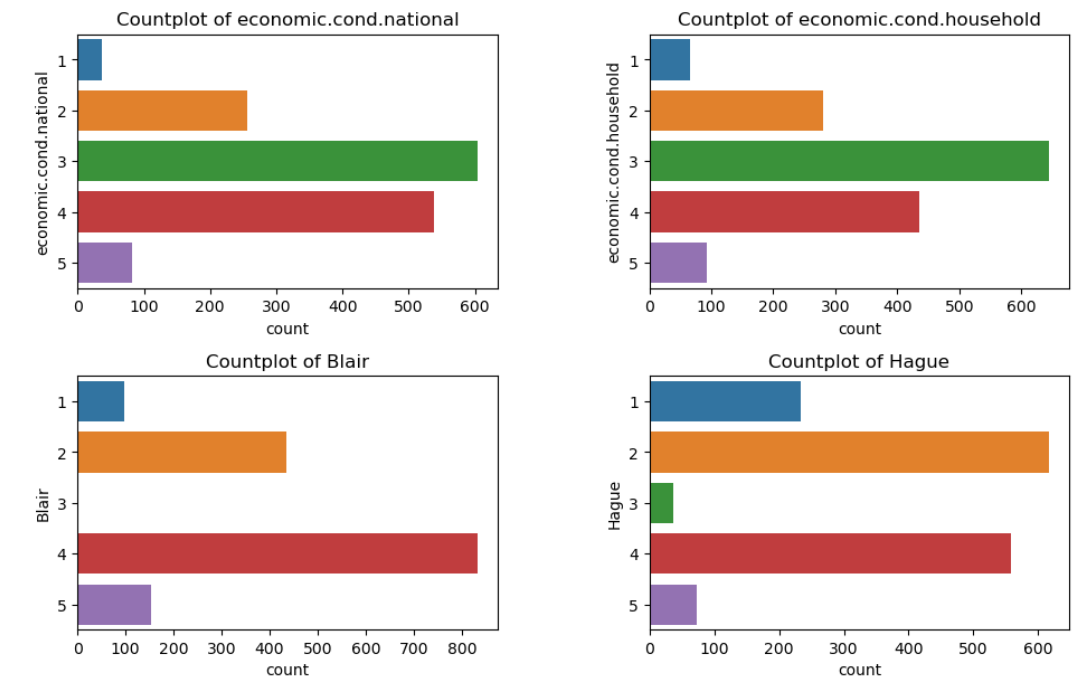 Countplot of economic.cond.national
economic.cond.national
1
2
3
4
5
0 100 200 300 400 500 600
count
Countplot of economic.cond.household
economic.cond.household
1
2
3
4
5
0 100 200 300 400 500 600
count
Countplot of Blair
Blair
1
2
3
4
5
0 100 200 300 400 500 600 700 800
count
Countplot of Hague
Hague
1
2
3
4
5
0 100 200 300 400 500 600
count